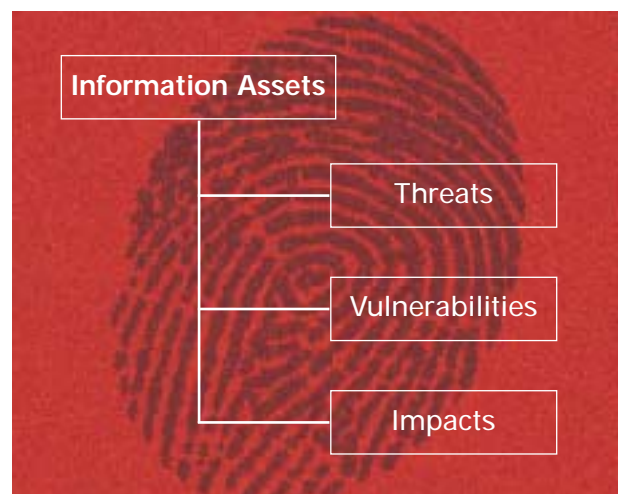 Information Assets
Threats
Vulnerabilities
Impacts